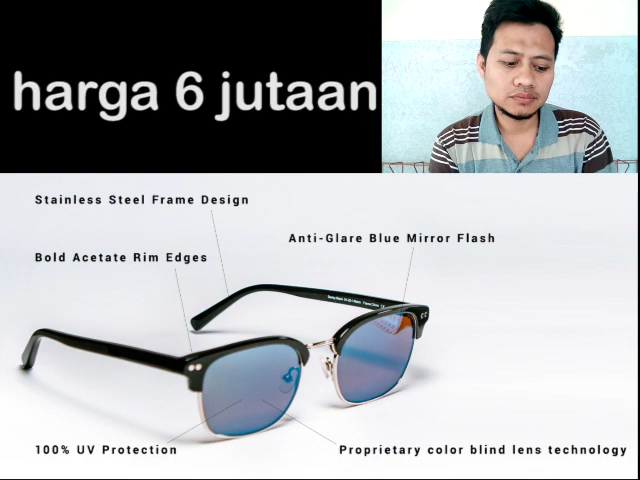 harga 6 jutaan
Stainless Steel Frame Design
Anti-Glare Blue Mirror Flash
Bold Acetate Rim Edges
100% UV Protection
Proprietary color blind lens technology